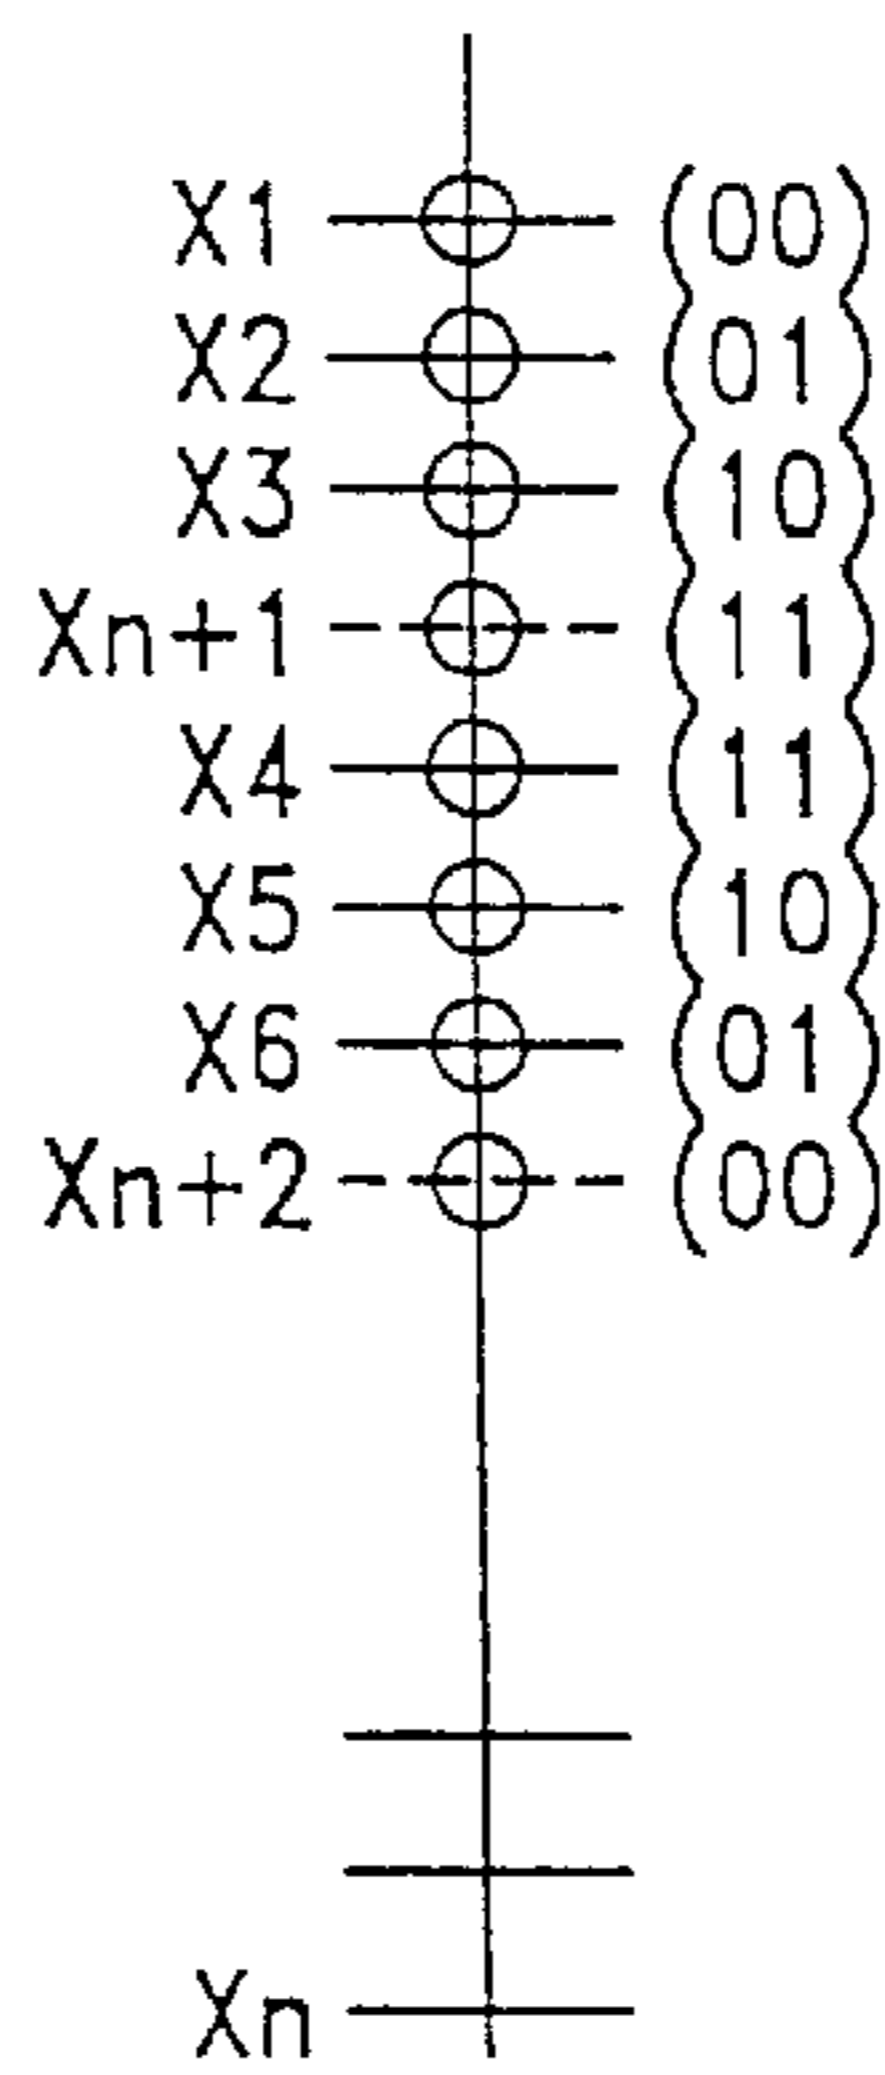 X1 (00)
X2 (01)
X3 (10)
Xn+1 (11)
X4 (11)
X5 (10)
X6 (01)
Xn+2 (00)
Xn